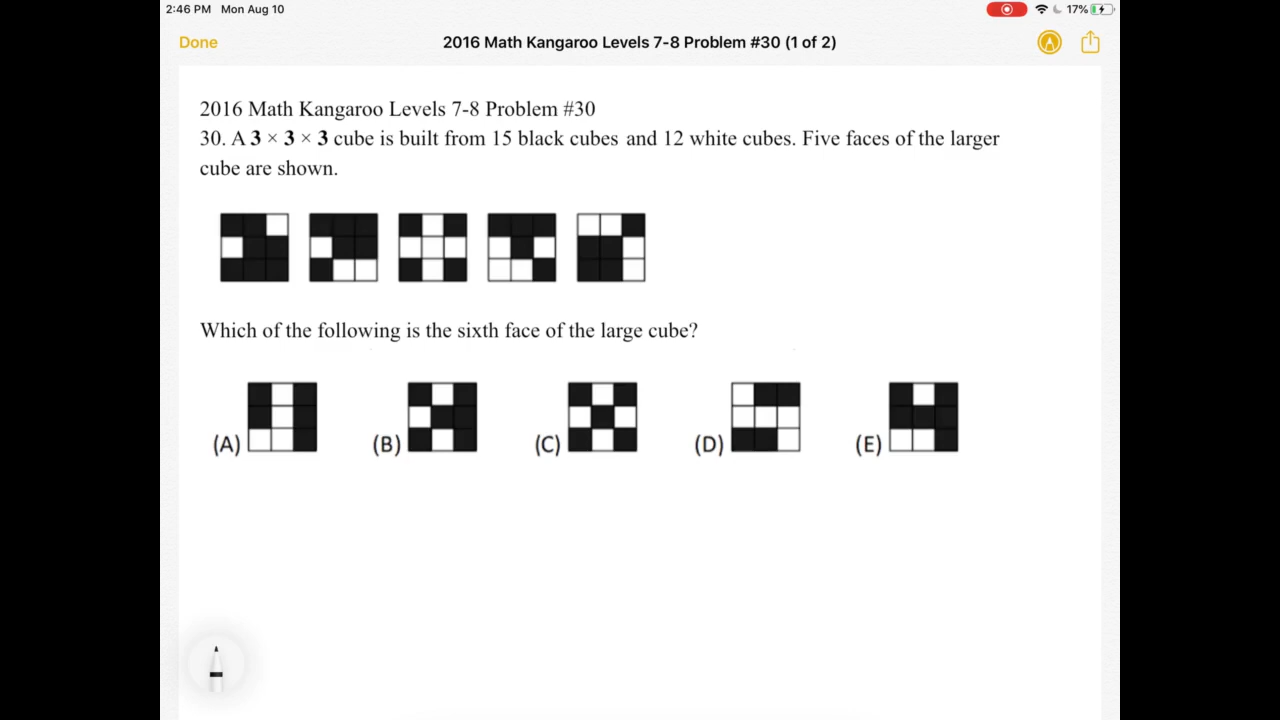 2:46 PM Mon Aug 10
17%
Done
2016 Math Kangaroo Levels 7-8 Problem #30 (1 of 2)
2016 Math Kangaroo Levels 7-8 Problem #30
30. A 3 × 3 × 3 cube is built from 15 black cubes and 12 white cubes. Five faces of the larger
cube are shown.
Which of the following is the sixth face of the large cube?
(A) (B) (C) (D) (E)